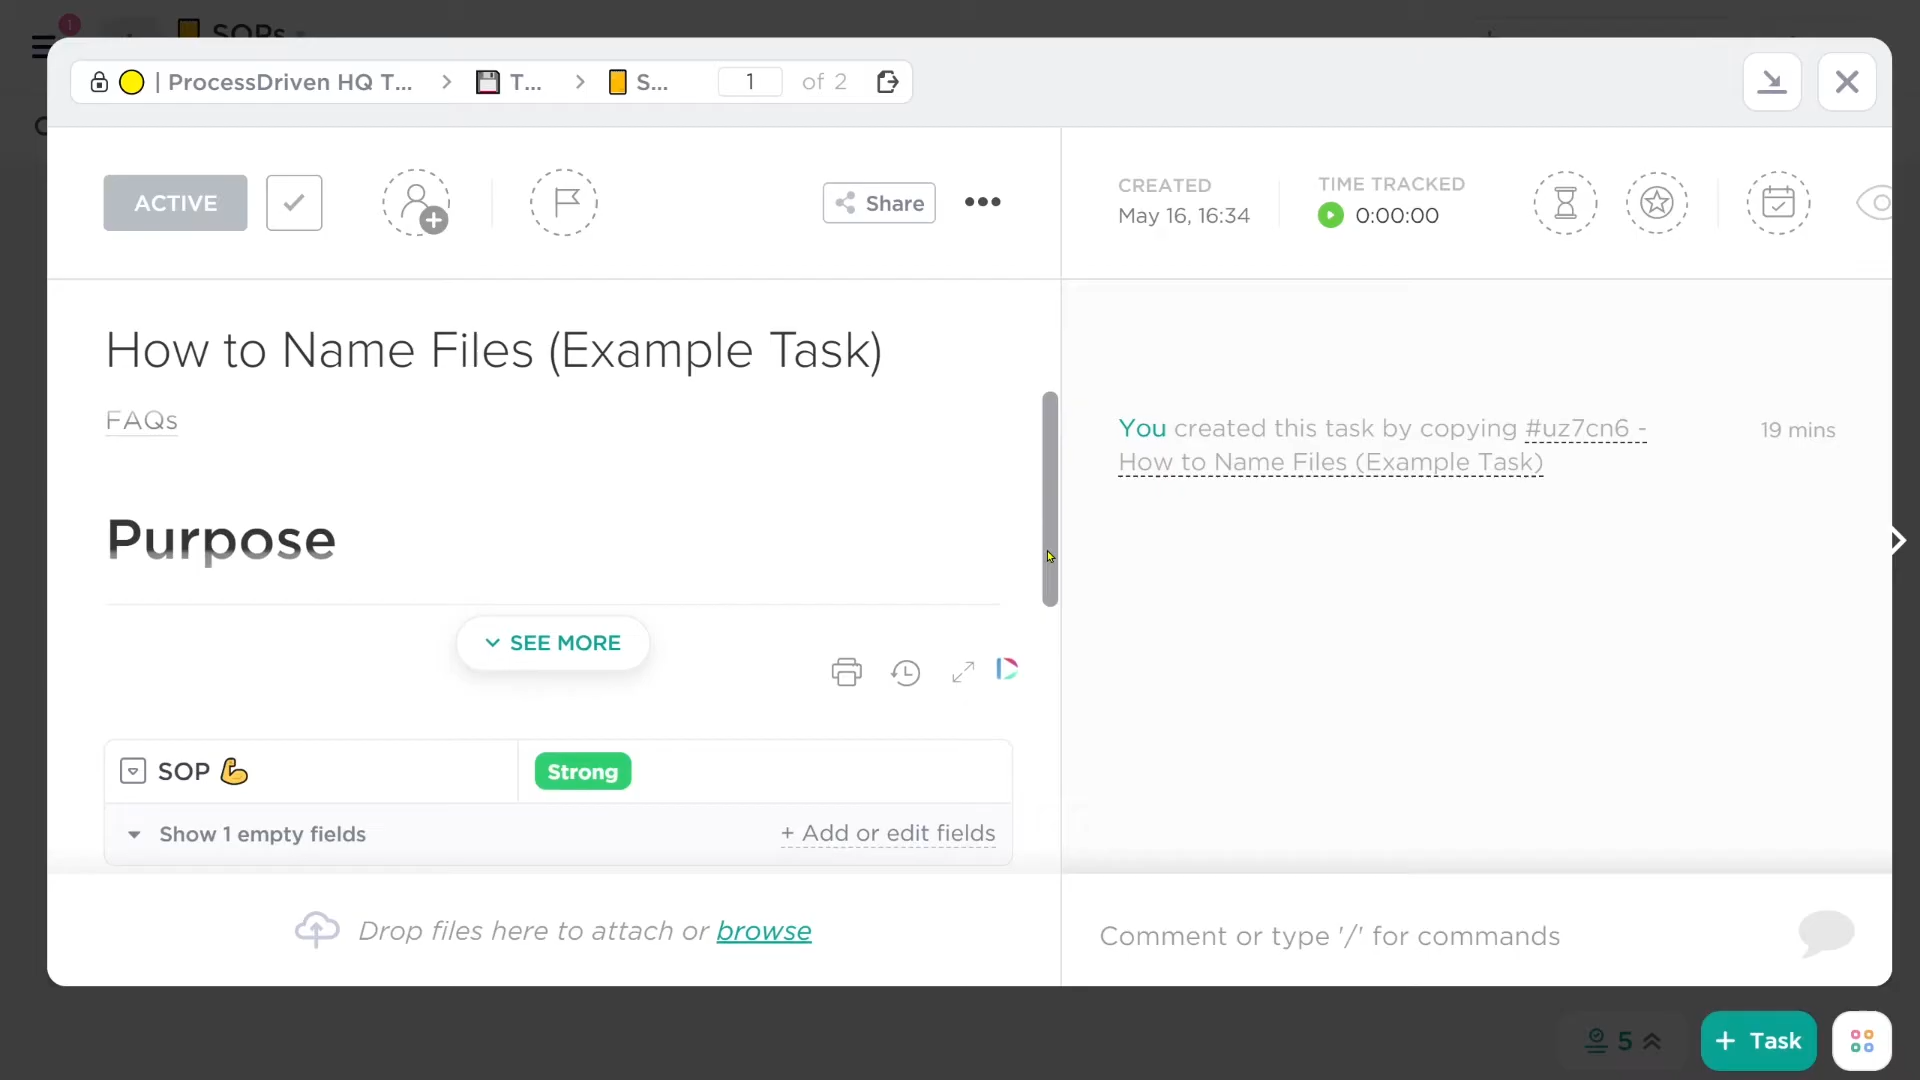 1
SOPs
| ProcessDriven HQ T...
T...
S...
1
of 2
ACTIVE
Share
CREATED
May 16, 16:34
TIME TRACKED
0:00:00
How to Name Files (Example Task)
FAQs
Purpose
SEE MORE
SOP 💪
Strong
Show 1 empty fields
+ Add or edit fields
Drop files here to attach or browse
You created this task by copying #uz7cn6 -
How to Name Files (Example Task)
19 mins
Comment or type '/' for commands
5
+ Task